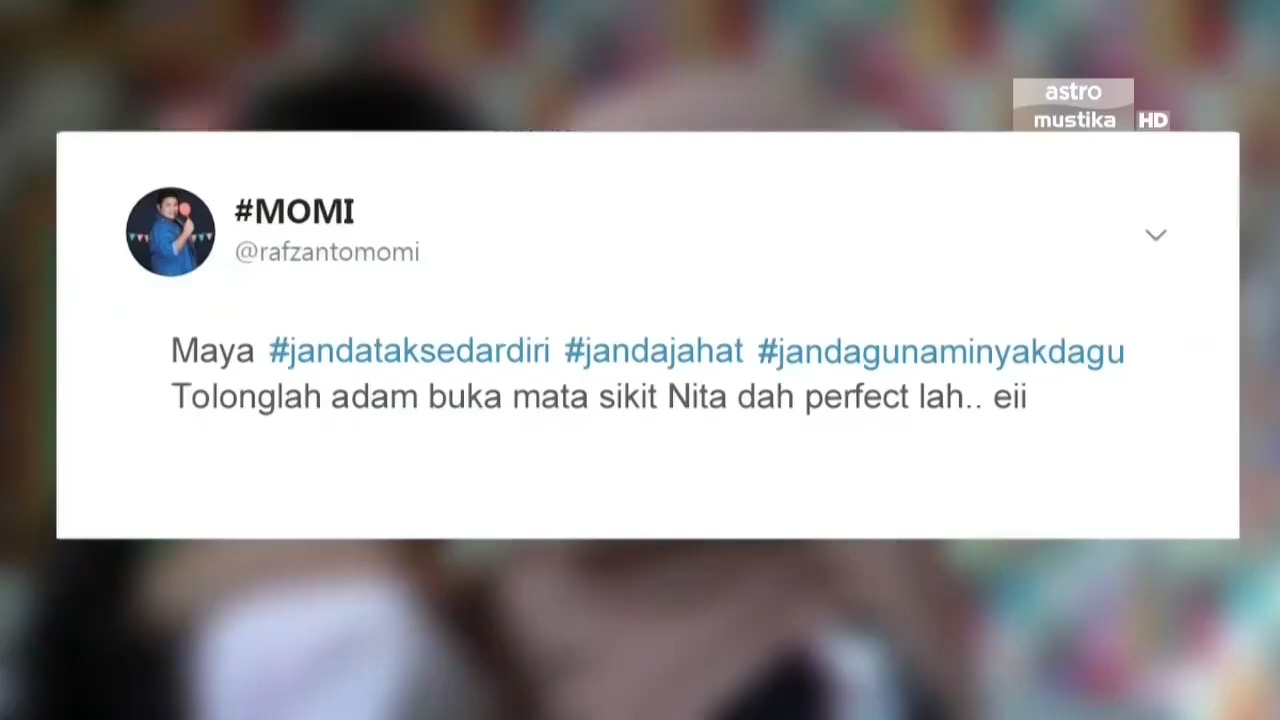 astro
mustika HD
#MOMI
@rafzantomomi
Maya #jandataksedardiri #jandajahat #jandagunaminyakdagu
Tolonglah adam buka mata sikit Nita dah perfect lah.. eii